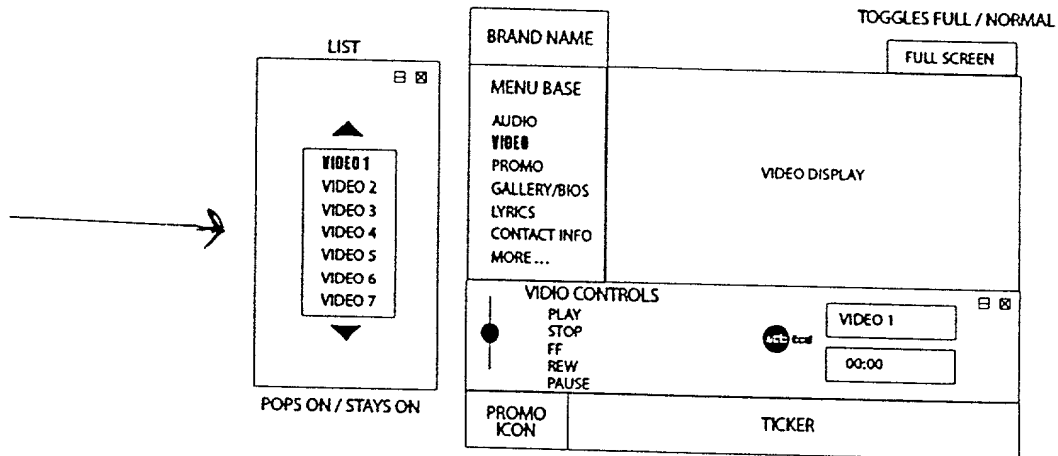 LIST
VIDEO 1
VIDEO 2
VIDEO 3
VIDEO 4
VIDEO 5
VIDEO 6
VIDEO 7
POPS ON / STAYS ON
BRAND NAME
TOGGLES FULL / NORMAL
FULL SCREEN
MENU BASE
AUDIO
VIDEO
PROMO
GALLERY/BIOS
LYRICS
CONTACT INFO
MORE ...
VIDEO DISPLAY
VIDIO CONTROLS
PLAY
STOP
FF
REW
PAUSE
VIDEO 1
00:00
PROMO
ICON
TICKER